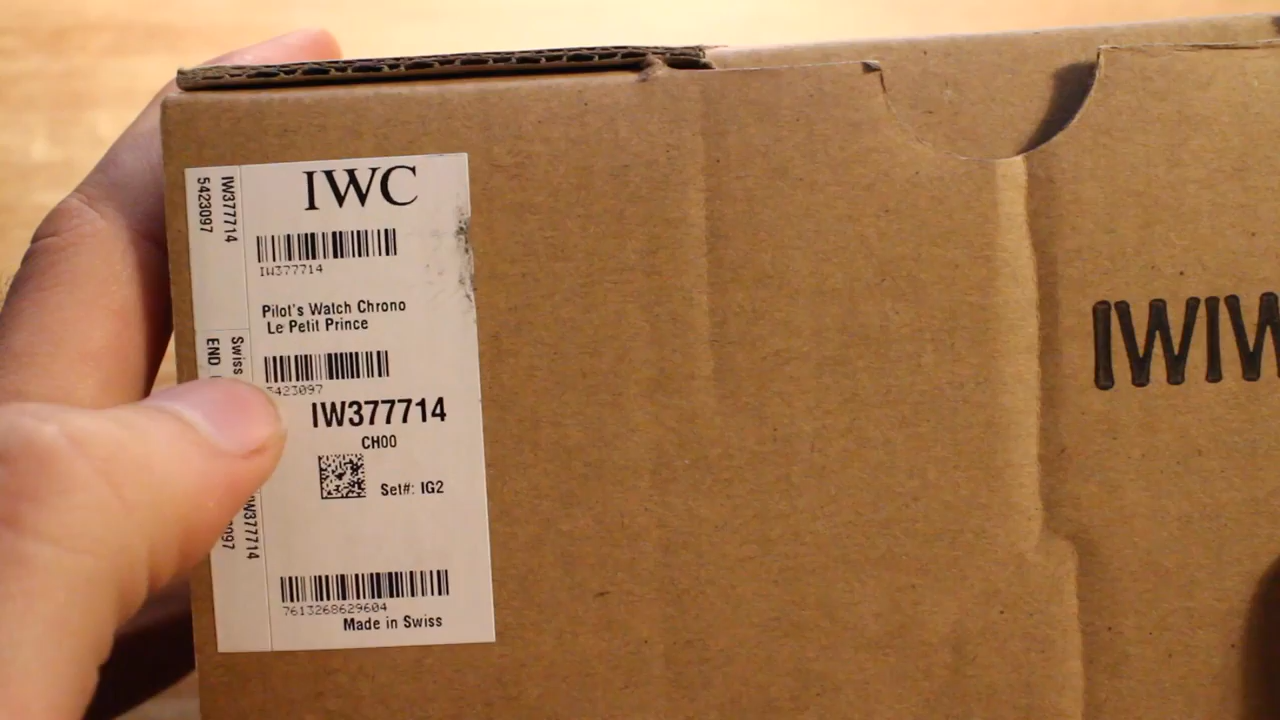 IWC
IW377714
5423097
IW377714
Pilot's Watch Chrono
Le Petit Prince
Swiss
END
5423097
IW377714
CH00
Set#: IG2
IW377714
7613268629604
Made in Swiss
IWIW